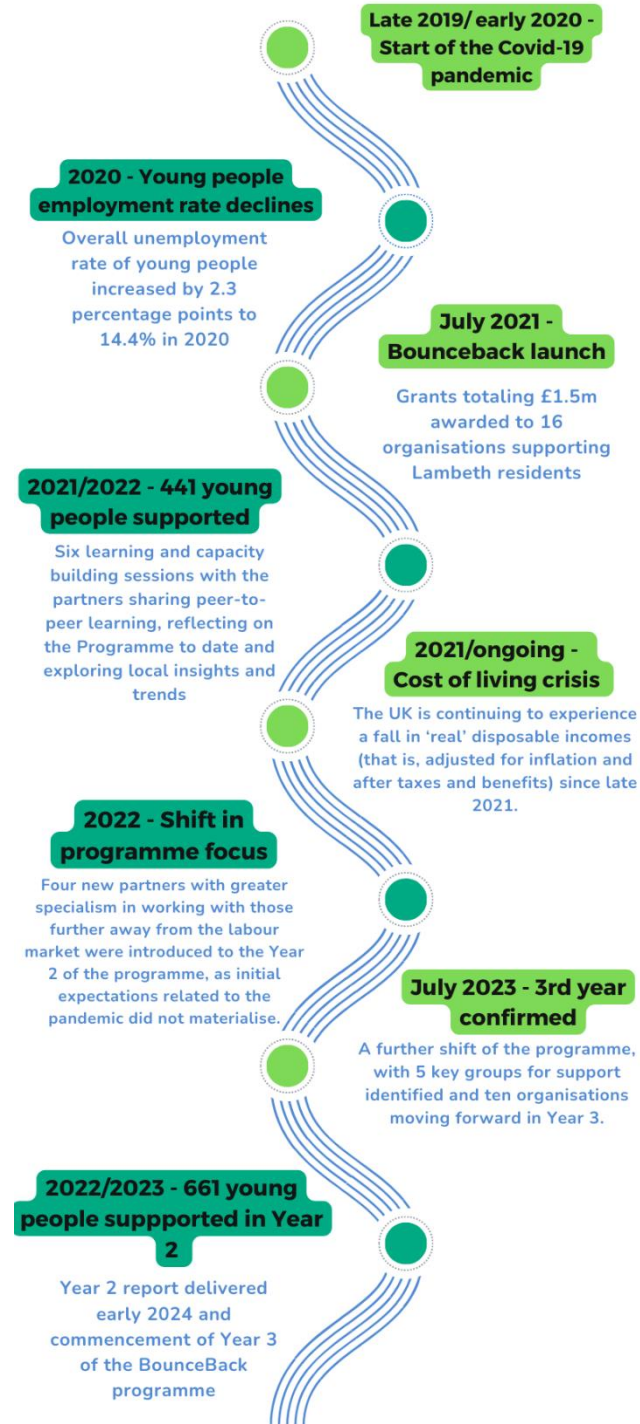 Late 2019/ early 2020 -
Start of the Covid-19
pandemic
2020 - Young people
employment rate declines
Overall unemployment
rate of young people
increased by 2.3
percentage points to
14.4% in 2020
July 2021 -
Bounceback launch
Grants totaling £1.5m
awarded to 16
organisations supporting
Lambeth residents
2021/2022 - 441 young
people supported
Six learning and capacity
building sessions with the
partners sharing peer-to-
peer learning, reflecting on
the Programme to date and
exploring local insights and
trends
2021/ongoing -
Cost of living crisis
The UK is continuing to experience
a fall in ‘real’ disposable incomes
(that is, adjusted for inflation and
after taxes and benefits) since late
2021.
2022 - Shift in
programme focus
Four new partners with greater
specialism in working with those
further away from the labour
market were introduced to the Year
2 of the programme, as initial
expectations related to the
pandemic did not materialise.
July 2023 - 3rd year
confirmed
A further shift of the programme,
with 5 key groups for support
identified and ten organisations
moving forward in Year 3.
2022/2023 - 661 young
people suppported in Year
2
Year 2 report delivered
early 2024 and
commencement of Year 3
of the BounceBack
programme